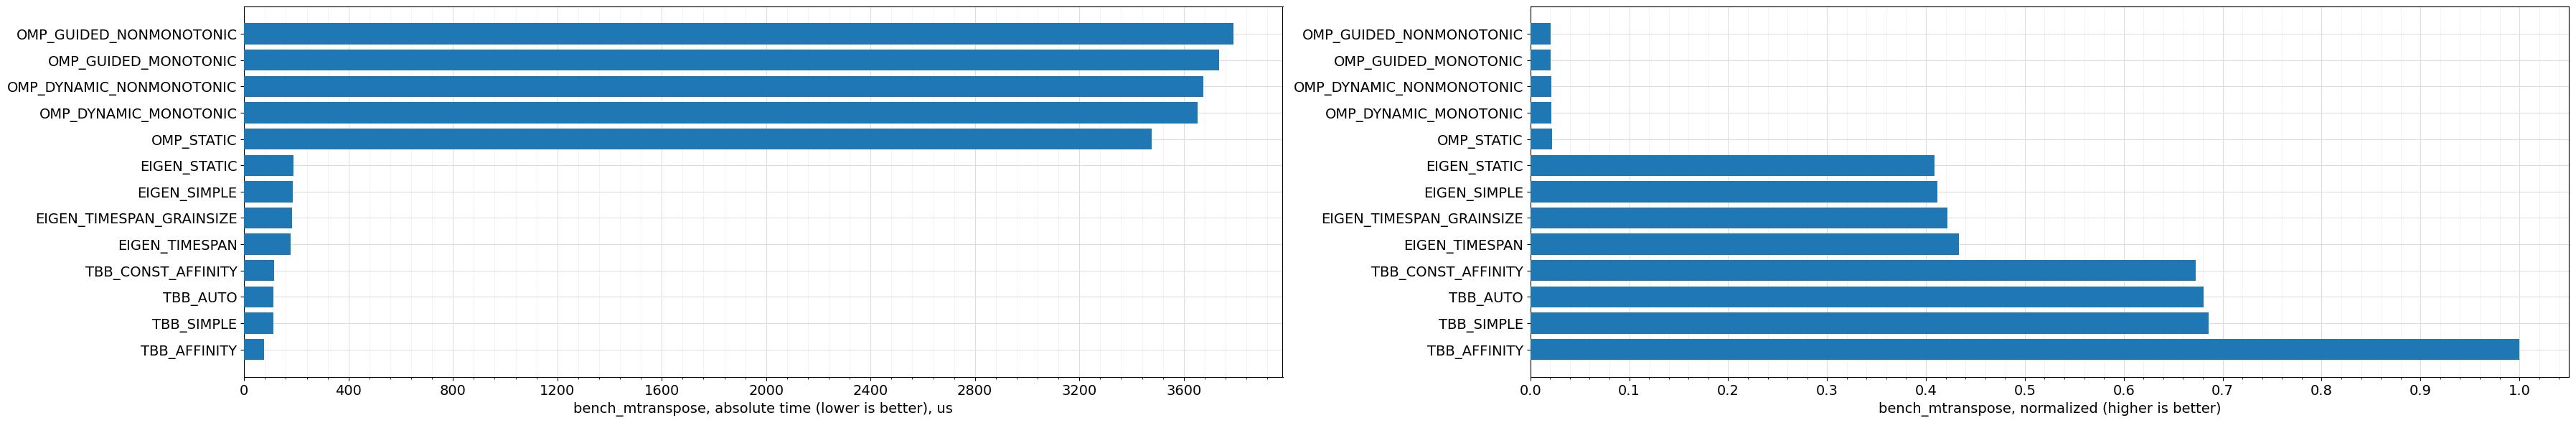 OMP_GUIDED_NONMONOTONIC
OMP_GUIDED_MONOTONIC
OMP_DYNAMIC_NONMONOTONIC
OMP_DYNAMIC_MONOTONIC
OMP_STATIC
EIGEN_STATIC
EIGEN_SIMPLE
EIGEN_TIMESPAN_GRAINSIZE
EIGEN_TIMESPAN
TBB_CONST_AFFINITY
TBB_AUTO
TBB_SIMPLE
TBB_AFFINITY
0 400 800 1200 1600 2000 2400 2800 3200 3600
bench_mtranspose, absolute time (lower is better), us
OMP_GUIDED_NONMONOTONIC
OMP_GUIDED_MONOTONIC
OMP_DYNAMIC_NONMONOTONIC
OMP_DYNAMIC_MONOTONIC
OMP_STATIC
EIGEN_STATIC
EIGEN_SIMPLE
EIGEN_TIMESPAN_GRAINSIZE
EIGEN_TIMESPAN
TBB_CONST_AFFINITY
TBB_AUTO
TBB_SIMPLE
TBB_AFFINITY
0.0 0.1 0.2 0.3 0.4 0.5 0.6 0.7 0.8 0.9 1.0
bench_mtranspose, normalized (higher is better)